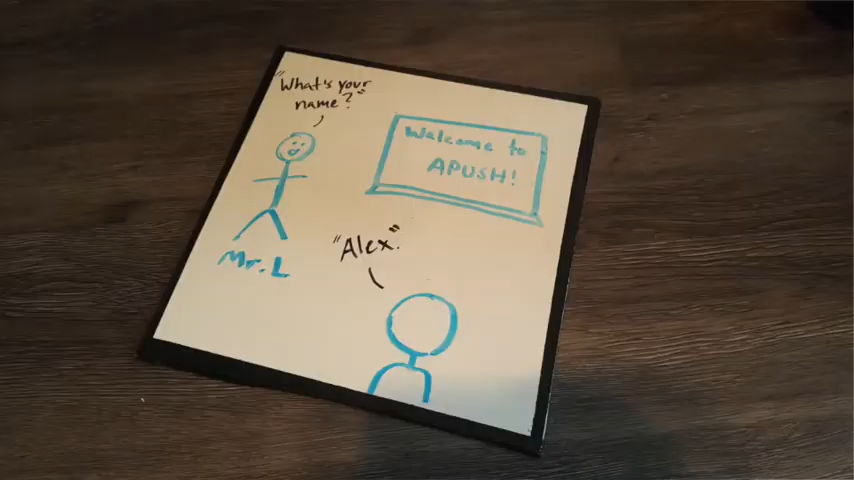 "What's your
name?"
Welcome to
APUSH!
Mr. L
"Alex".